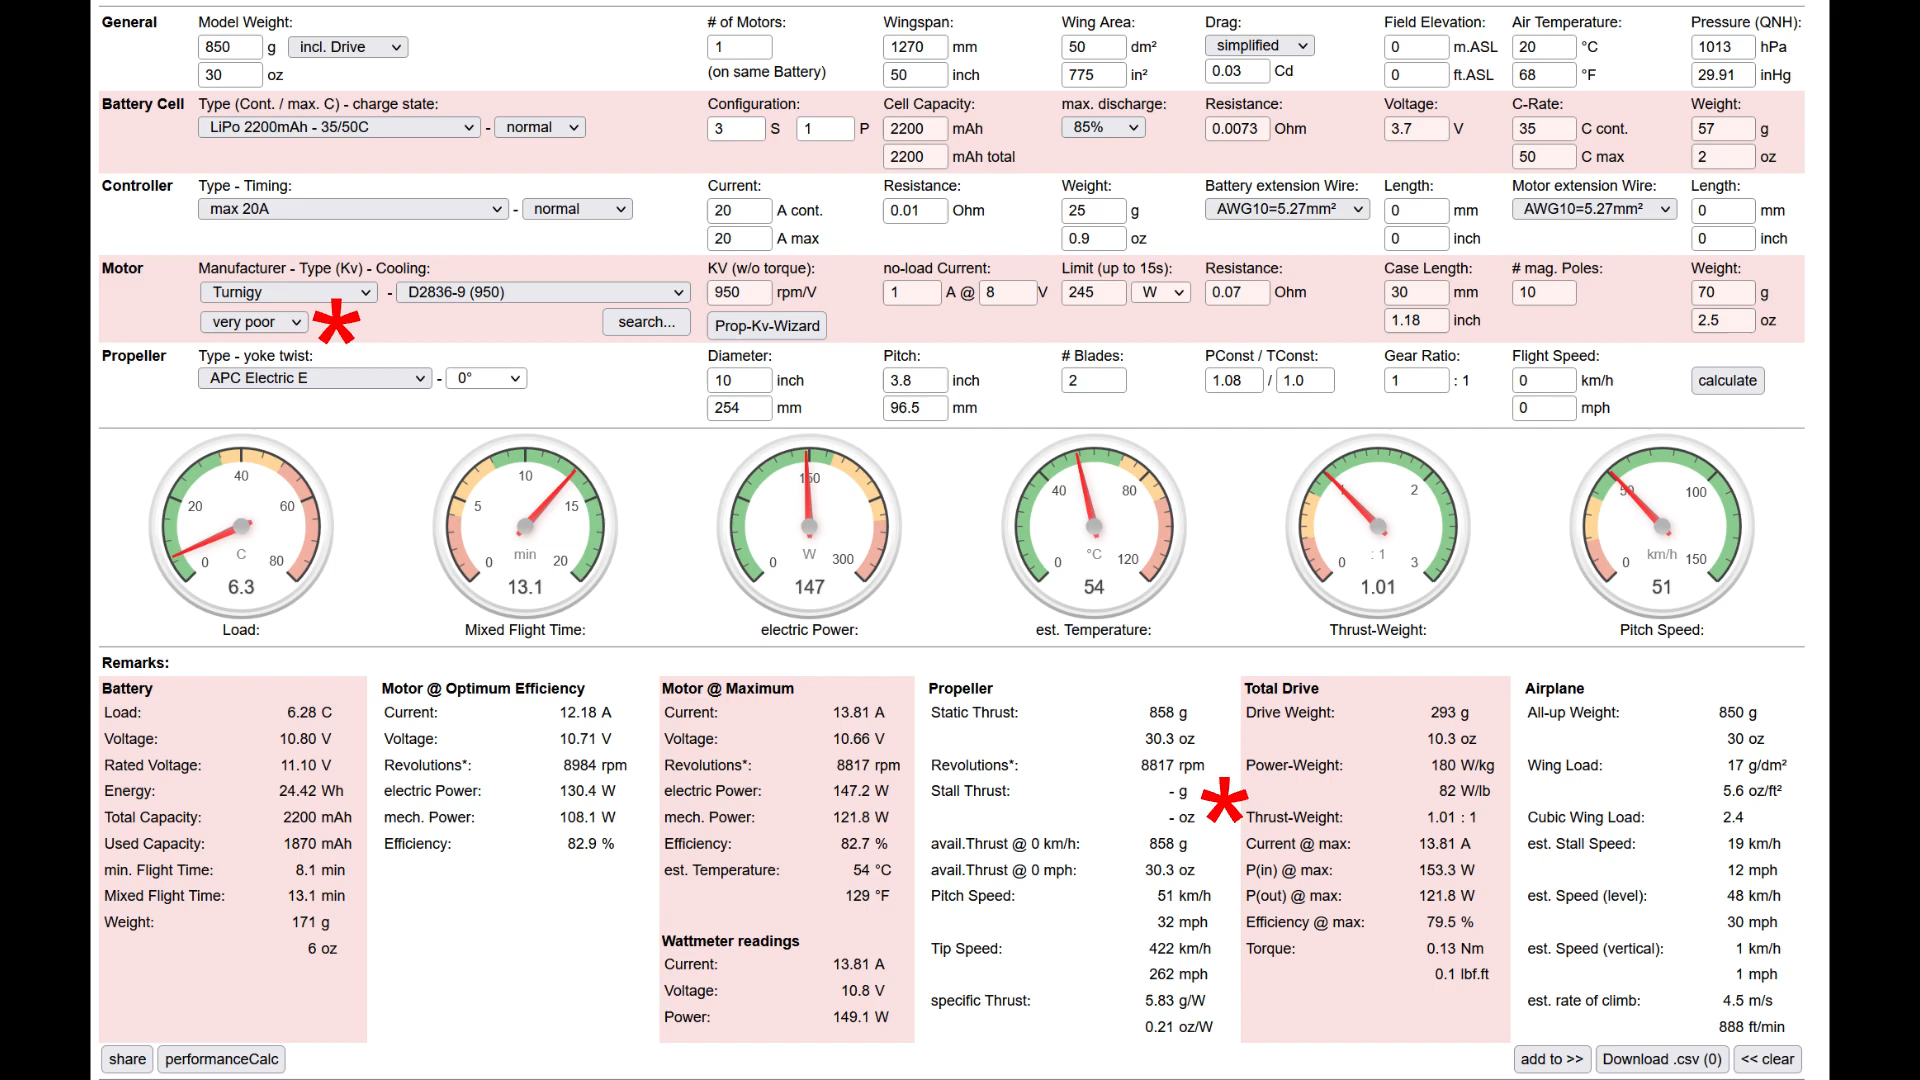 General Model Weight: # of Motors: Wingspan: Wing Area: Drag: Field Elevation: Air Temperature: Pressure (QNH):
850 g incl. Drive 1 1270 mm 50 dm² simplified 0 m.ASL 20 °C 1013 hPa
30 oz (on same Battery) 50 inch 775 in² 0.03 Cd 0 ft.ASL 68 °F 29.91 inHg
Battery Cell Type (Cont. / max. C) - charge state: Configuration: Cell Capacity: max. discharge: Resistance: Voltage: C-Rate: Weight:
LiPo 2200mAh - 35/50C - normal 3 S 1 P 2200 mAh 85% 0.0073 Ohm 3.7 V 35 C cont. 57 g
2200 mAh total 50 C max 2 oz
Controller Type - Timing: Current: Resistance: Weight: Battery extension Wire: Length: Motor extension Wire: Length:
max 20A - normal 20 A cont. 0.01 Ohm 25 g AWG10=5.27mm² 0 mm AWG10=5.27mm² 0 mm
20 A max 0.9 oz 0 inch 0 inch
Motor Manufacturer - Type (Kv) - Cooling: KV (w/o torque): no-load Current: Limit (up to 15s): Resistance: Case Length: # mag. Poles: Weight:
Turnigy - D2836-9 (950) 950 rpm/V 1 A @ 8 V 245 W 0.07 Ohm 30 mm 10 70 g
very poor * search... Prop-Kv-Wizard 1.18 inch 2.5 oz
Propeller Type - yoke twist: Diameter: Pitch: # Blades: PConst / TConst: Gear Ratio: Flight Speed:
APC Electric E - 0° 10 inch 3.8 inch 2 1.08 / 1.0 1 : 1 0 km/h calculate
254 mm 96.5 mm 0 mph
0 20 40 60 80 C 6.3 Load:
0 5 10 15 20 min 13.1 Mixed Flight Time:
0 150 300 W 147 electric Power:
0 40 80 120 °C 54 est. Temperature:
0 1 2 3 : 1 1.01 Thrust-Weight:
0 50 100 150 km/h 51 Pitch Speed:
Remarks:
Battery
Load: 6.28 C
Voltage: 10.80 V
Rated Voltage: 11.10 V
Energy: 24.42 Wh
Total Capacity: 2200 mAh
Used Capacity: 1870 mAh
min. Flight Time: 8.1 min
Mixed Flight Time: 13.1 min
Weight: 171 g
6 oz
Motor @ Optimum Efficiency
Current: 12.18 A
Voltage: 10.71 V
Revolutions*: 8984 rpm
electric Power: 130.4 W
mech. Power: 108.1 W
Efficiency: 82.9 %
Motor @ Maximum
Current: 13.81 A
Voltage: 10.66 V
Revolutions*: 8817 rpm
electric Power: 147.2 W
mech. Power: 121.8 W
Efficiency: 82.7 %
est. Temperature: 54 °C
129 °F
Wattmeter readings
Current: 13.81 A
Voltage: 10.8 V
Power: 149.1 W
Propeller
Static Thrust: 858 g
30.3 oz
Revolutions*: 8817 rpm
Stall Thrust: - g
- oz *
avail.Thrust @ 0 km/h: 858 g
avail.Thrust @ 0 mph: 30.3 oz
Pitch Speed: 51 km/h
32 mph
Tip Speed: 422 km/h
262 mph
specific Thrust: 5.83 g/W
0.21 oz/W
Total Drive
Drive Weight: 293 g
10.3 oz
Power-Weight: 180 W/kg
82 W/lb
Thrust-Weight: 1.01 : 1
Current @ max: 13.81 A
P(in) @ max: 153.3 W
P(out) @ max: 121.8 W
Efficiency @ max: 79.5 %
Torque: 0.13 Nm
0.1 lbf.ft
Airplane
All-up Weight: 850 g
30 oz
Wing Load: 17 g/dm²
5.6 oz/ft²
Cubic Wing Load: 2.4
est. Stall Speed: 19 km/h
12 mph
est. Speed (level): 48 km/h
30 mph
est. Speed (vertical): 1 km/h
1 mph
est. rate of climb: 4.5 m/s
888 ft/min
share performanceCalc add to >> Download .csv (0) << clear